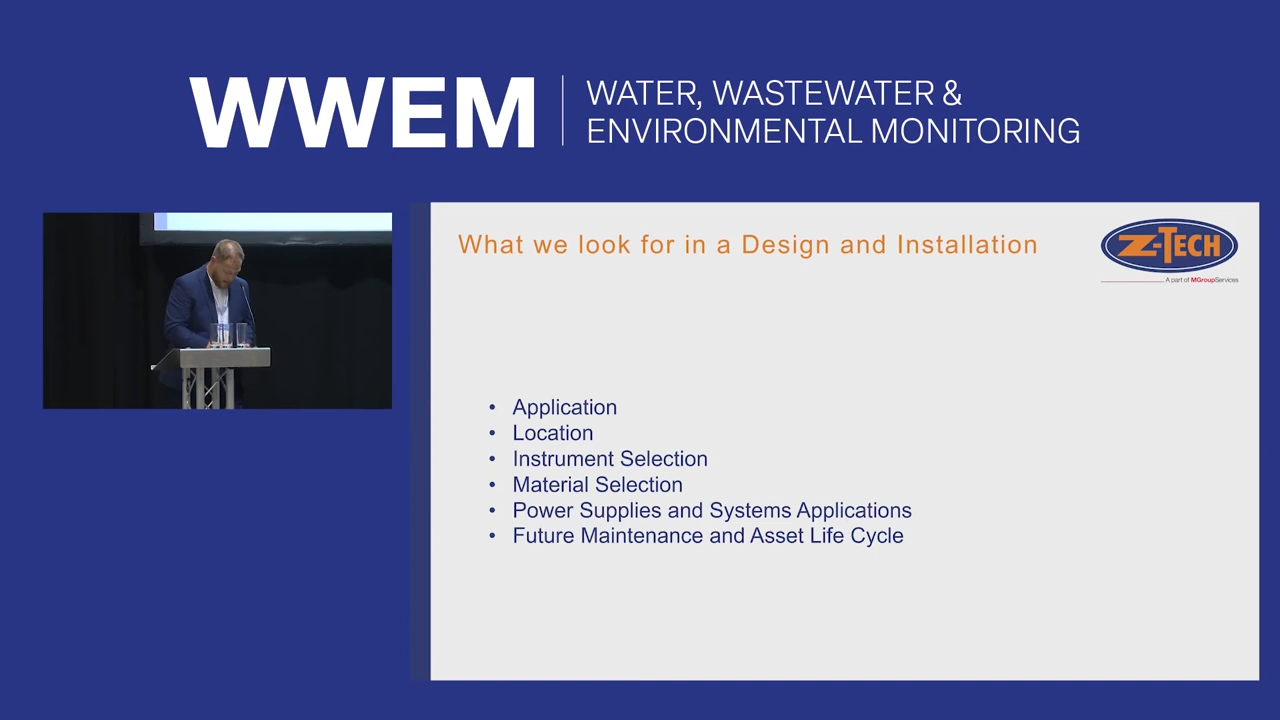 WWEM
WATER, WASTEWATER &
ENVIRONMENTAL MONITORING
What we look for in a Design and Installation
Z-TECH
A part of MGroupServices
• Application
• Location
• Instrument Selection
• Material Selection
• Power Supplies and Systems Applications
• Future Maintenance and Asset Life Cycle